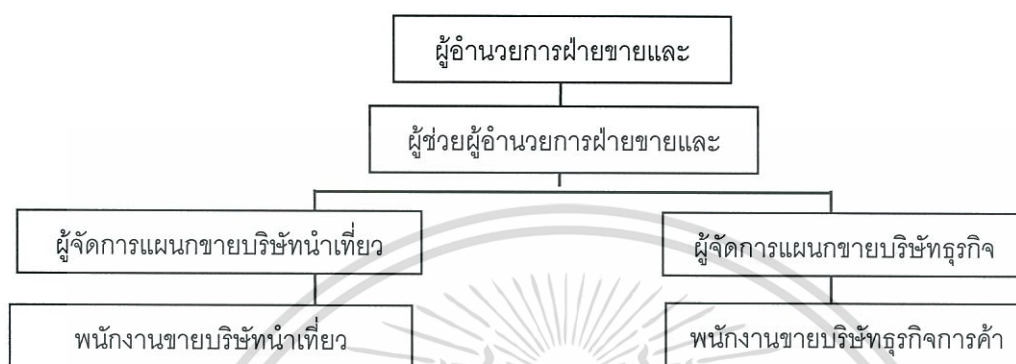 ผู้อำนวยการฝ่ายขายและ
ผู้ช่วยผู้อำนวยการฝ่ายขายและ
ผู้จัดการแผนกขายบริษัทนำเที่ยว
ผู้จัดการแผนกขายบริษัทธุรกิจ
พนักงานขายบริษัทนำเที่ยว
พนักงานขายบริษัทธุรกิจการค้า